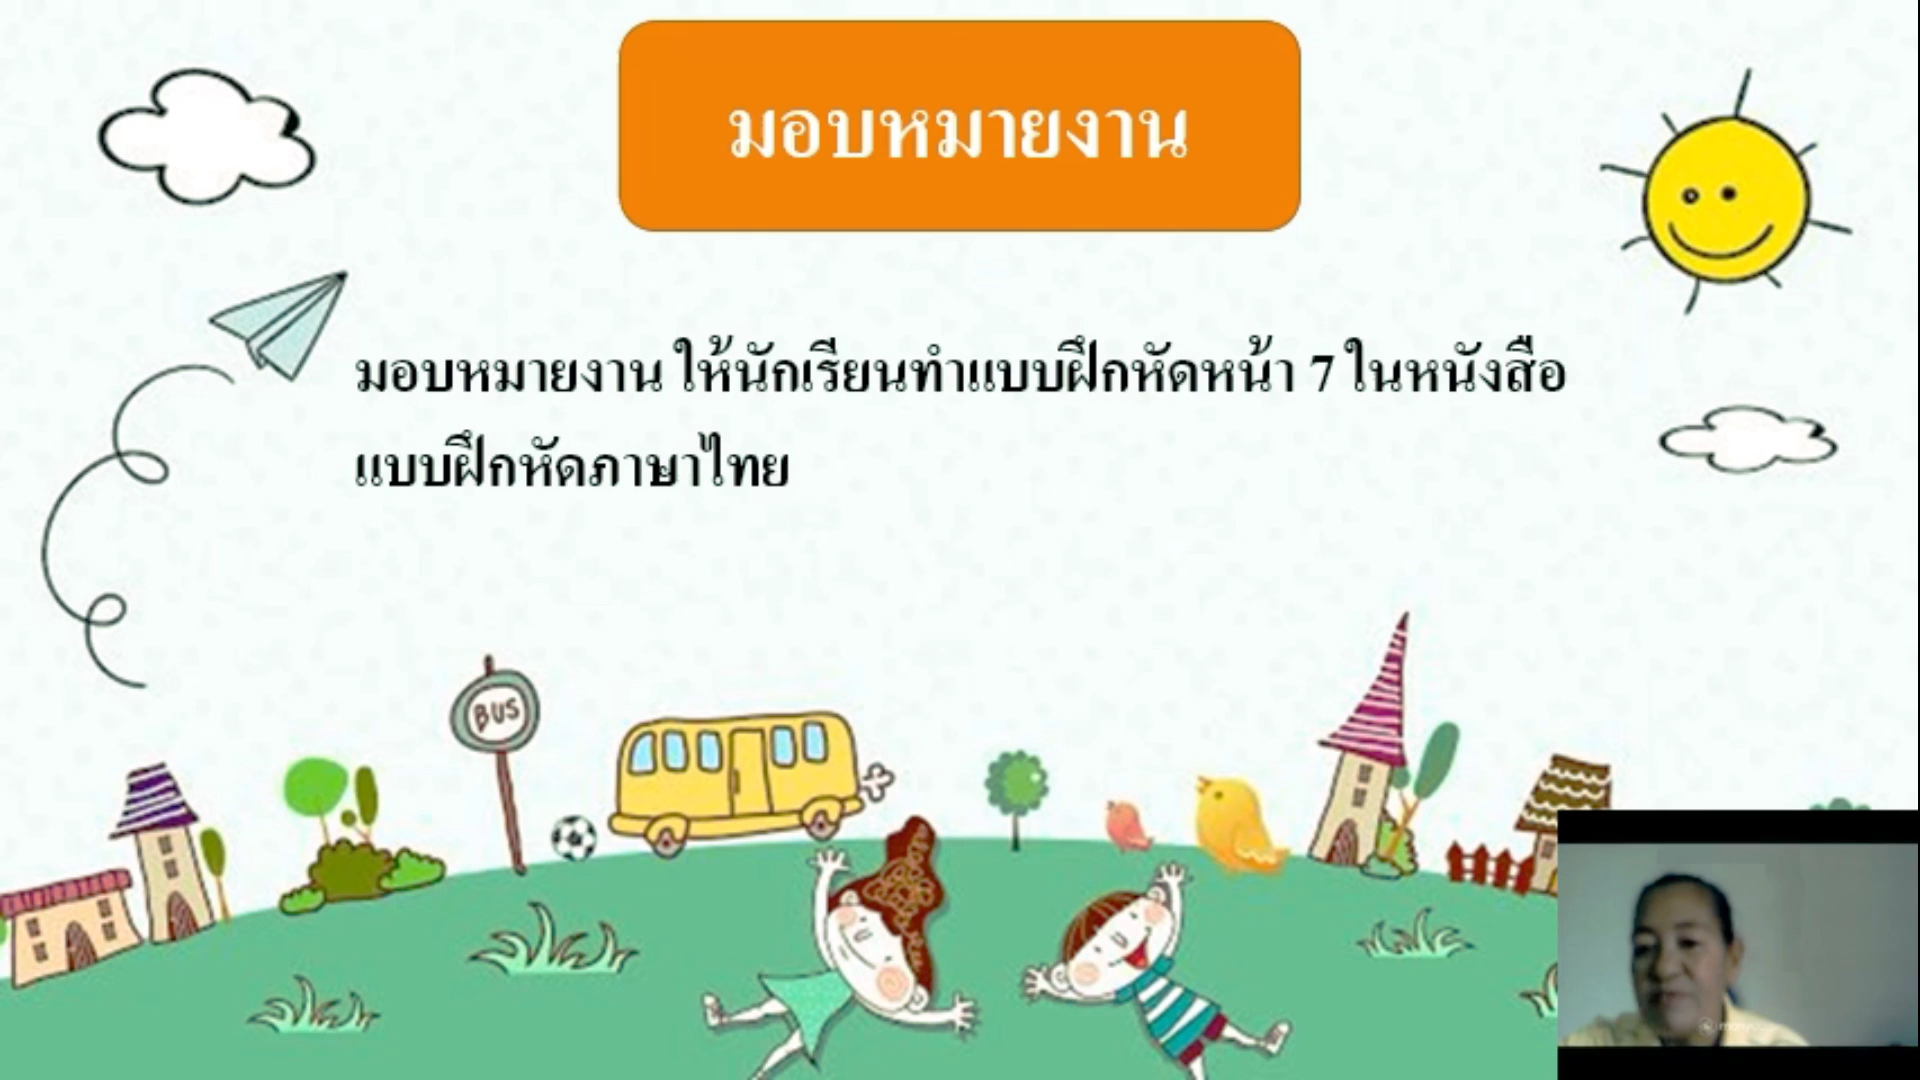 มอบหมายงาน
มอบหมายงาน ให้นักเรียนทำแบบฝึกหัดหน้า 7 ในหนังสือ
แบบฝึกหัดภาษาไทย
BUS